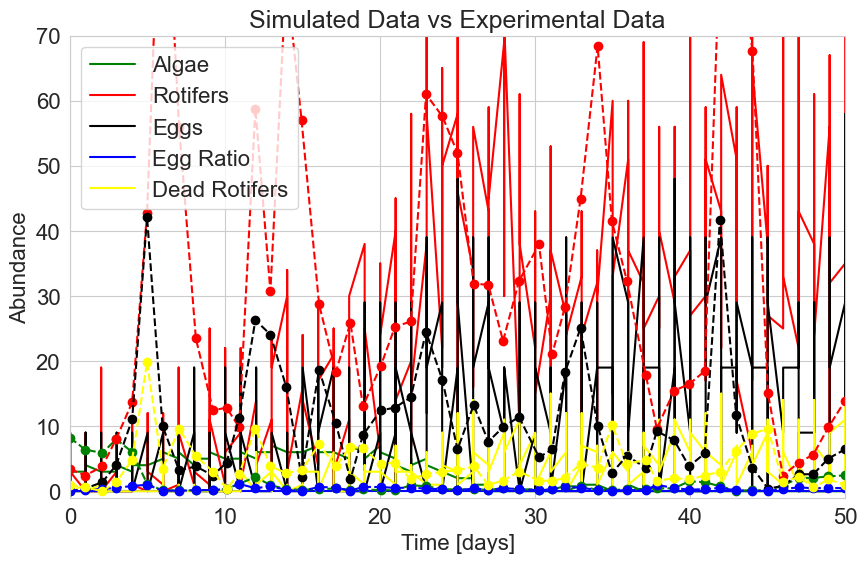 Simulated Data vs Experimental Data
70
60
50
40
30
20
10
0
Abundance
Algae
Rotifers
Eggs
Egg Ratio
Dead Rotifers
0 10 20 30 40 50
Time [days]